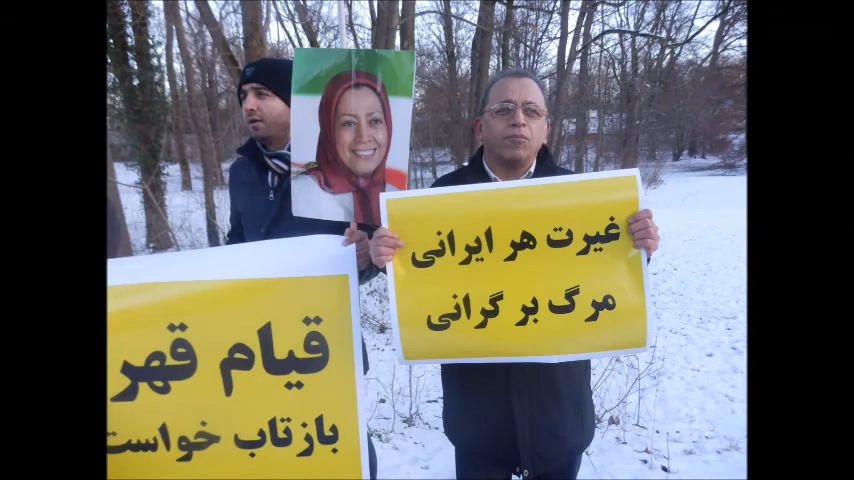 غیرت هر ایرانی
مرگ بر گرانی
قیام قهر
بازتاب خواست